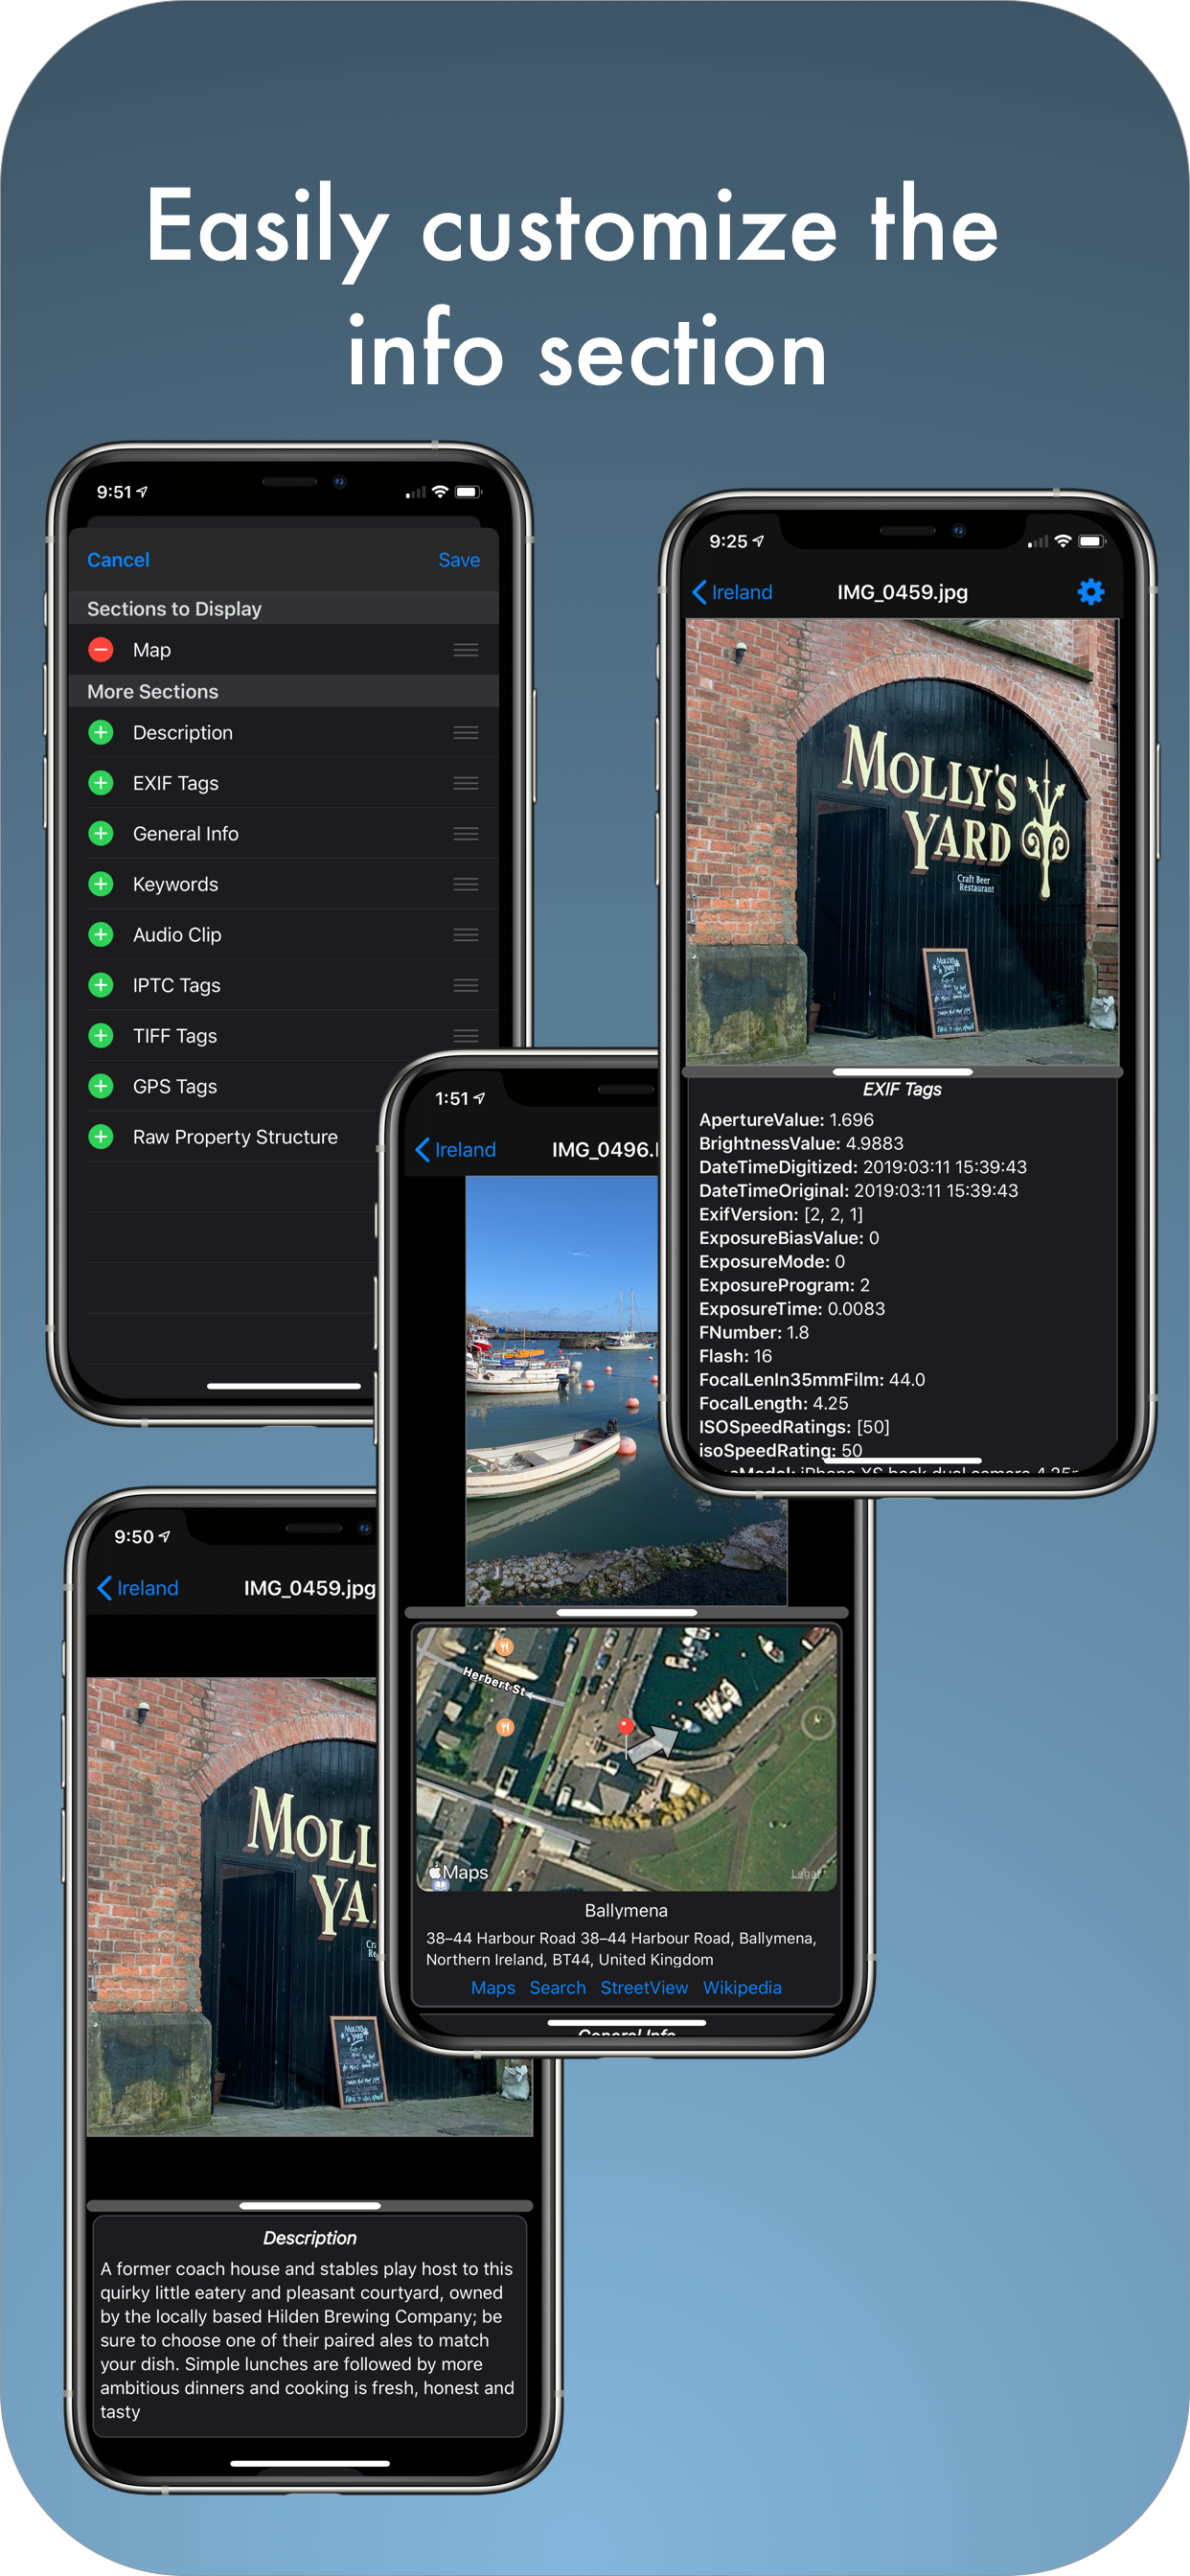 Easily customize the
info section
9:51
Cancel
Save
Sections to Display
Map
More Sections
Description
EXIF Tags
General Info
Keywords
Audio Clip
IPTC Tags
TIFF Tags
GPS Tags
Raw Property Structure
9:25
Ireland
IMG_0459.jpg
MOLLY'S
YARD
Craft Beer
Restaurant
MOLLY'S
YARD
EXIF Tags
ApertureValue: 1.696
BrightnessValue: 4.9883
DateTimeDigitized: 2019:03:11 15:39:43
DateTimeOriginal: 2019:03:11 15:39:43
ExifVersion: [2, 2, 1]
ExposureBiasValue: 0
ExposureMode: 0
ExposureProgram: 2
ExposureTime: 0.0083
FNumber: 1.8
Flash: 16
FocalLenIn35mmFilm: 44.0
FocalLength: 4.25
ISOSpeedRatings: [50]
isoSpeedRating: 50
iPhone XS back dual camera
1:51
Ireland
IMG_0496.
Herbert St
Maps
Legal
Ballymena
38–44 Harbour Road 38–44 Harbour Road, Ballymena,
Northern Ireland, BT44, United Kingdom
Maps Search StreetView Wikipedia
General Info
9:50
Ireland
IMG_0459.jpg
MOLL
YA
MOLLY'S
YARD
Description
A former coach house and stables play host to this
quirky little eatery and pleasant courtyard, owned
by the locally based Hilden Brewing Company; be
sure to choose one of their paired ales to match
your dish. Simple lunches are followed by more
ambitious dinners and cooking is fresh, honest and
tasty